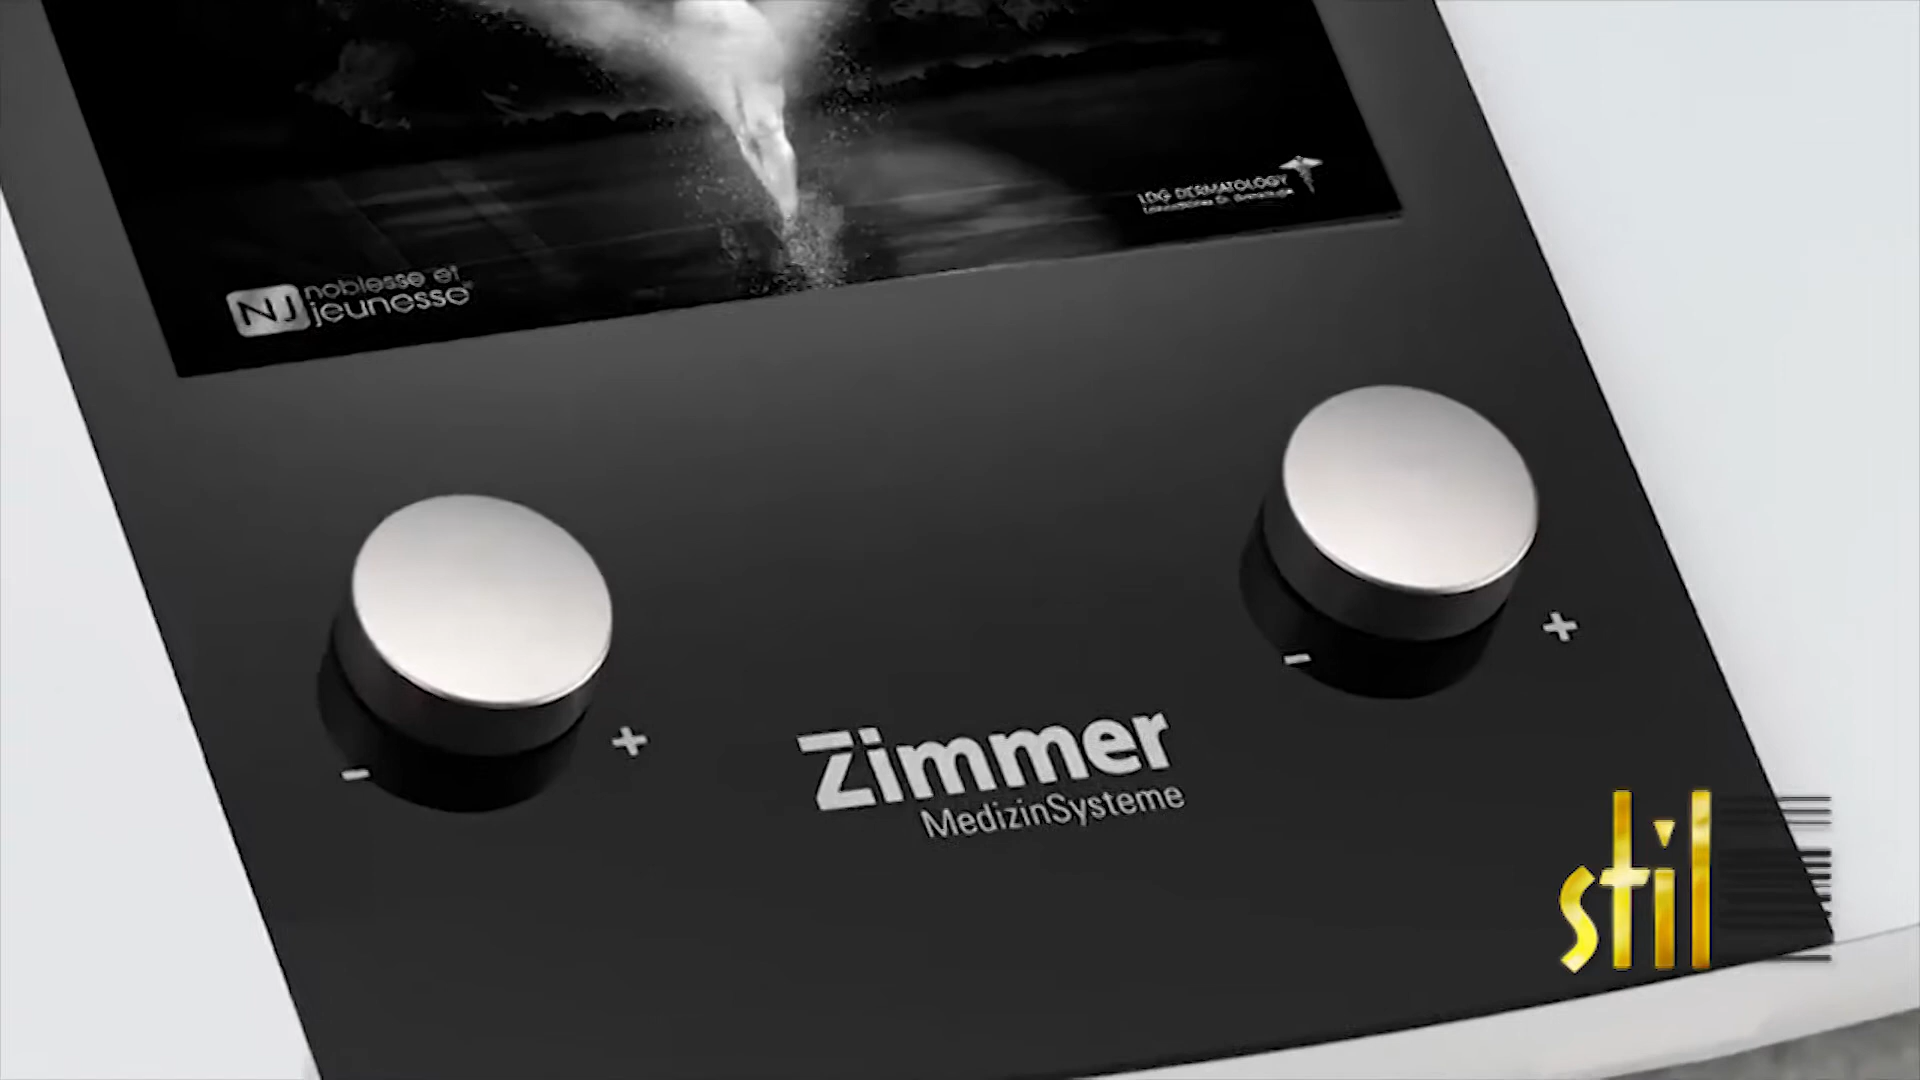 LDG DERMATOLOGY
NJ noblesse et
jeunesse
- +
- +
Zimmer
MedizinSysteme
stil